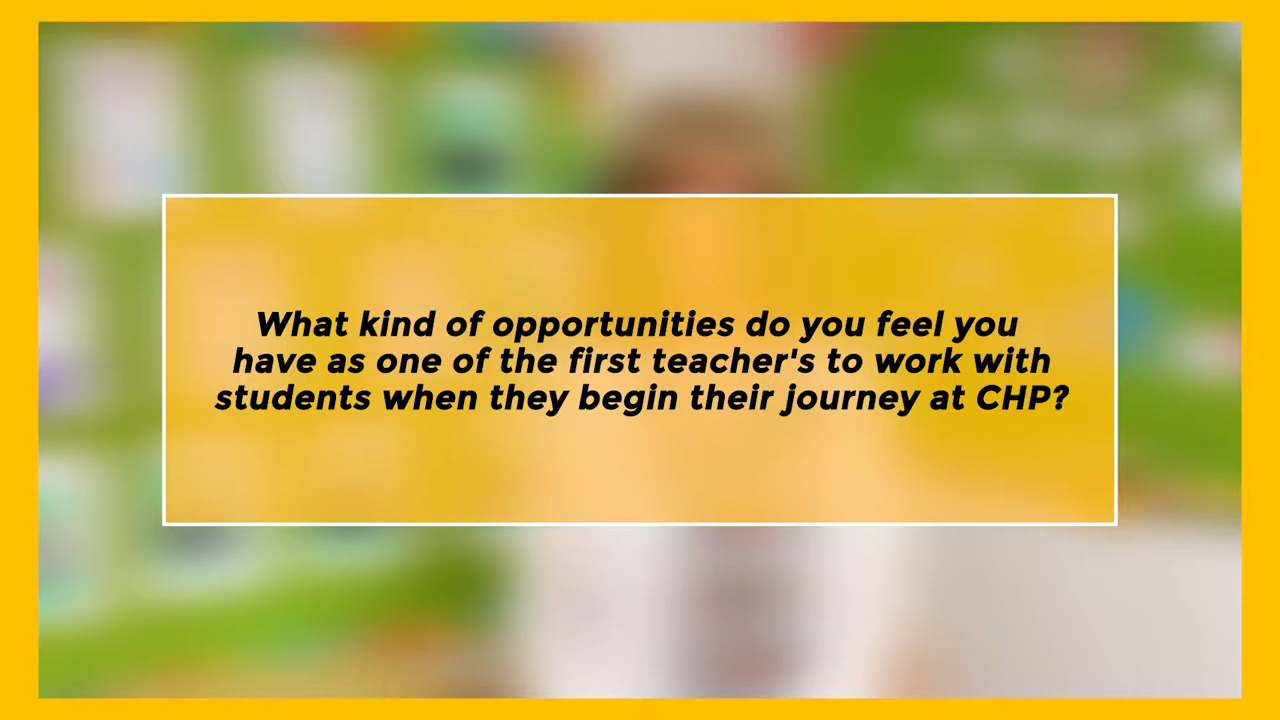 What kind of opportunities do you feel you
have as one of the first teacher's to work with
students when they begin their journey at CHP?